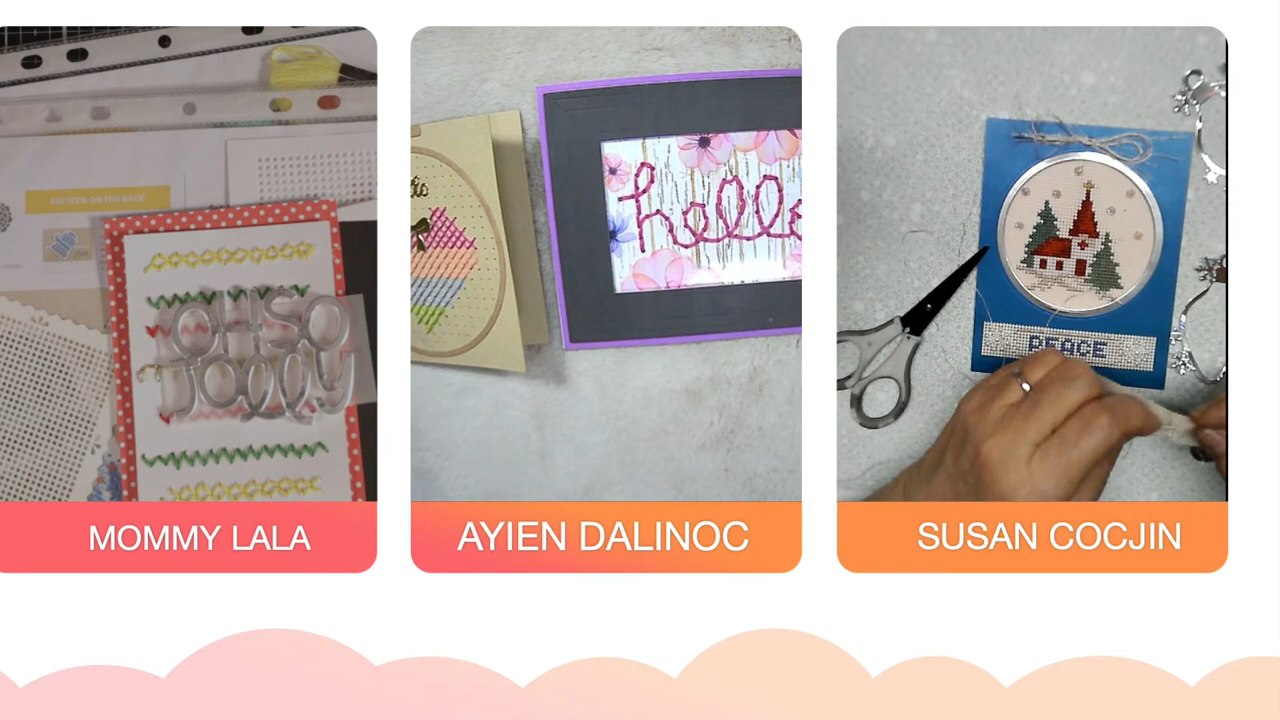 PATTERN ON THE BACK
OH SO
Jolly
hello
PEACE
MOMMY LALA
AYIEN DALINOC
SUSAN COCJIN